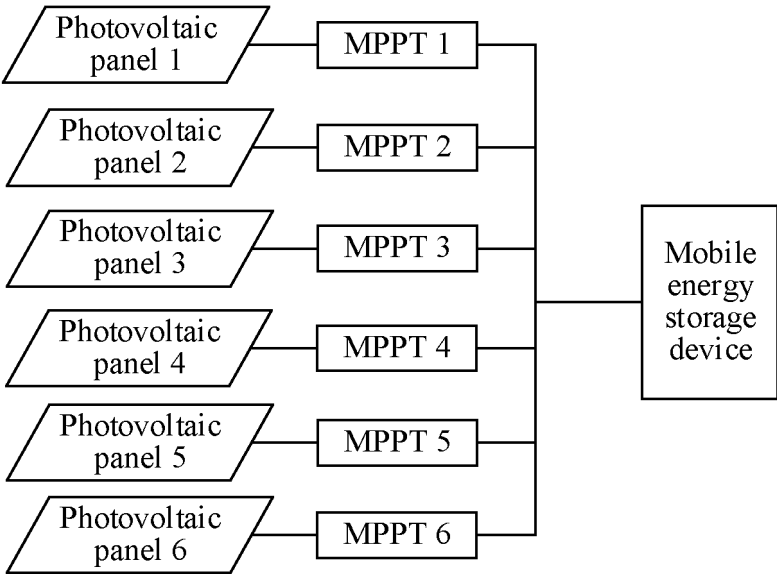 Photovoltaic
panel 1
MPPT 1
Photovoltaic
panel 2
MPPT 2
Photovoltaic
panel 3
MPPT 3
Photovoltaic
panel 4
MPPT 4
Photovoltaic
panel 5
MPPT 5
Photovoltaic
panel 6
MPPT 6
Mobile
energy
storage
device